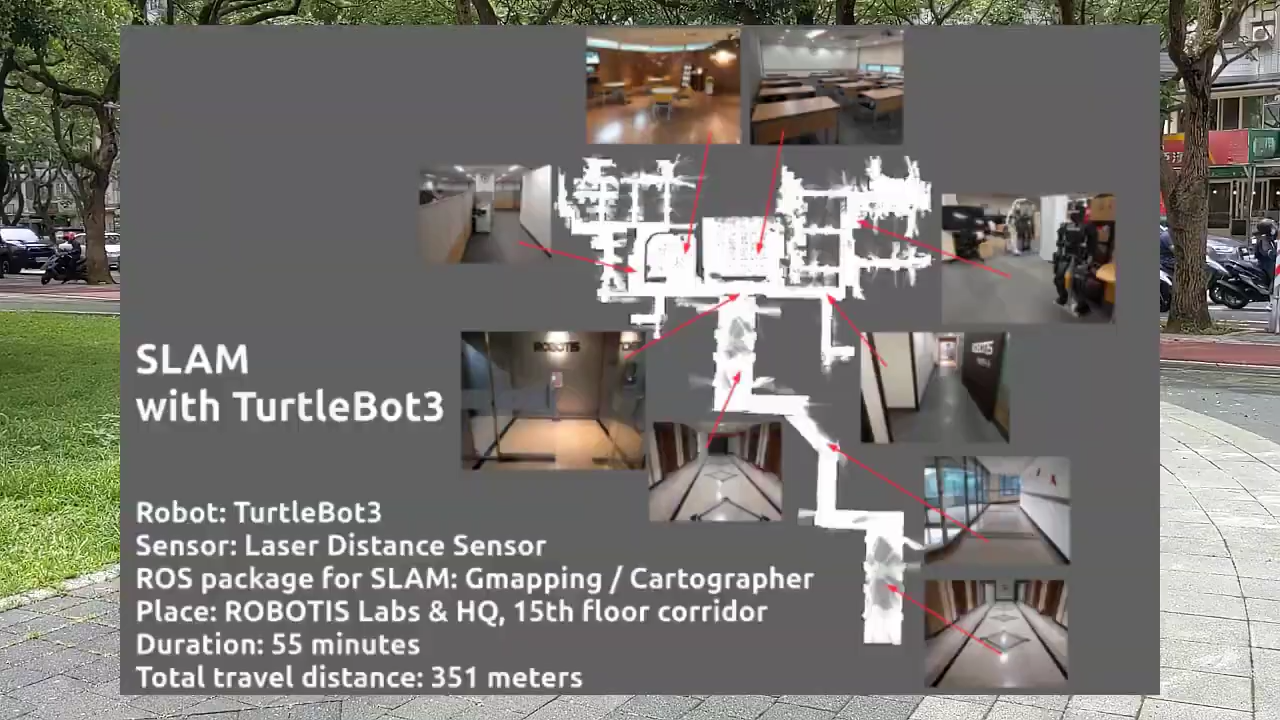 SLAM
with TurtleBot3
ROBOTIS
Robot: TurtleBot3
Sensor: Laser Distance Sensor
ROS package for SLAM: Gmapping / Cartographer
Place: ROBOTIS Labs & HQ, 15th floor corridor
Duration: 55 minutes
Total travel distance: 351 meters